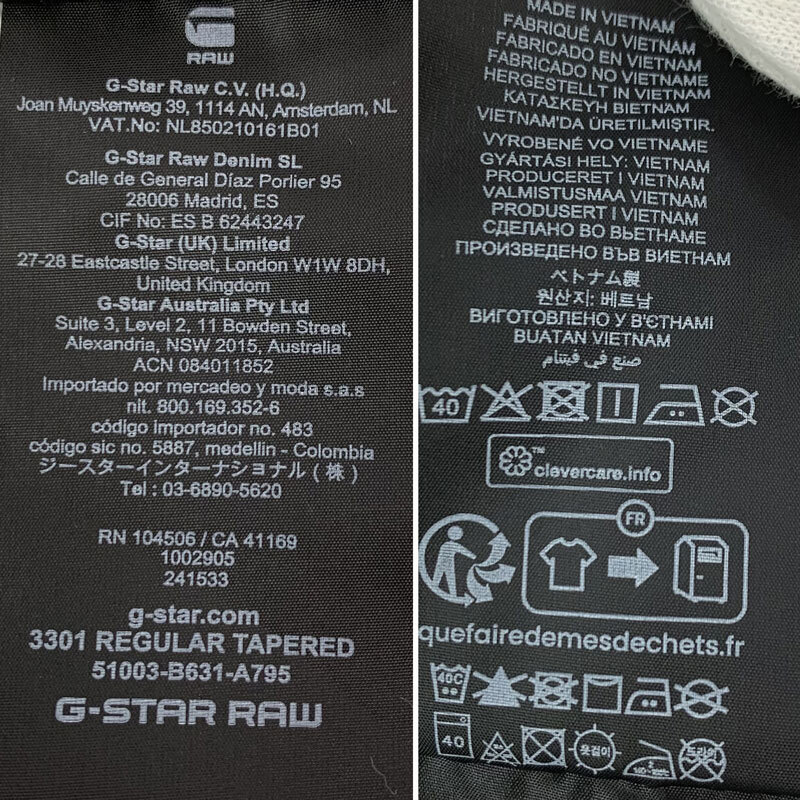 RAW
G-Star Raw C.V. (H.Q.)
Joan Muyskenweg 39, 1114 AN, Amsterdam, NL
VAT.No: NL850210161B01
G-Star Raw Denim SL
Calle de General Díaz Porlier 95
28006 Madrid, ES
CIF No: ES B 62443247
G-Star (UK) Limited
27-28 Eastcastle Street, London W1W 8DH,
United Kingdom
G-Star Australia Pty Ltd
Suite 3, Level 2, 11 Bowden Street,
Alexandria, NSW 2015, Australia
ACN 084011852
Importado por mercadeo y moda s.a.s
nit. 800.169.352-6
código importador no. 483
código sic no. 5887, medellin - Colombia
ジースターインターナショナル(株)
Tel : 03-6890-5620
RN 104506 / CA 41169
1002905
241533
g-star.com
3301 REGULAR TAPERED
51003-B631-A795
G-STAR RAW
MADE IN VIETNAM
FABRIQUÉ AU VIETNAM
FABRICADO EN VIETNAM
FABRICADO NO VIETNAME
HERGESTELLT IN VIETNAM
ΚΑΤΑΣΚΕΥΗ ΒΙΕΤΝΑΜ
VIETNAM'DA ÜRETILMIŞTIR.
VYROBENÉ VO VIETNAME
GYÁRTÁSI HELY: VIETNAM
PRODUCERET I VIETNAM
VALMISTUSMAA VIETNAM
PRODUSERT I VIETNAM
СДЕЛАНО ВО ВЬЕТНАМЕ
ПРОИЗВЕДЕНО ВЪВ ВИЕТНАМ
ベトナム製
원산지: 베트남
ВИГОТОВЛЕНО У В'ЄТНАМІ
BUATAN VIETNAM
صنع في فيتنام
40
clevercare.info™
FR
quefairedemesdechets.fr
40C
40
옷걸이
드라이